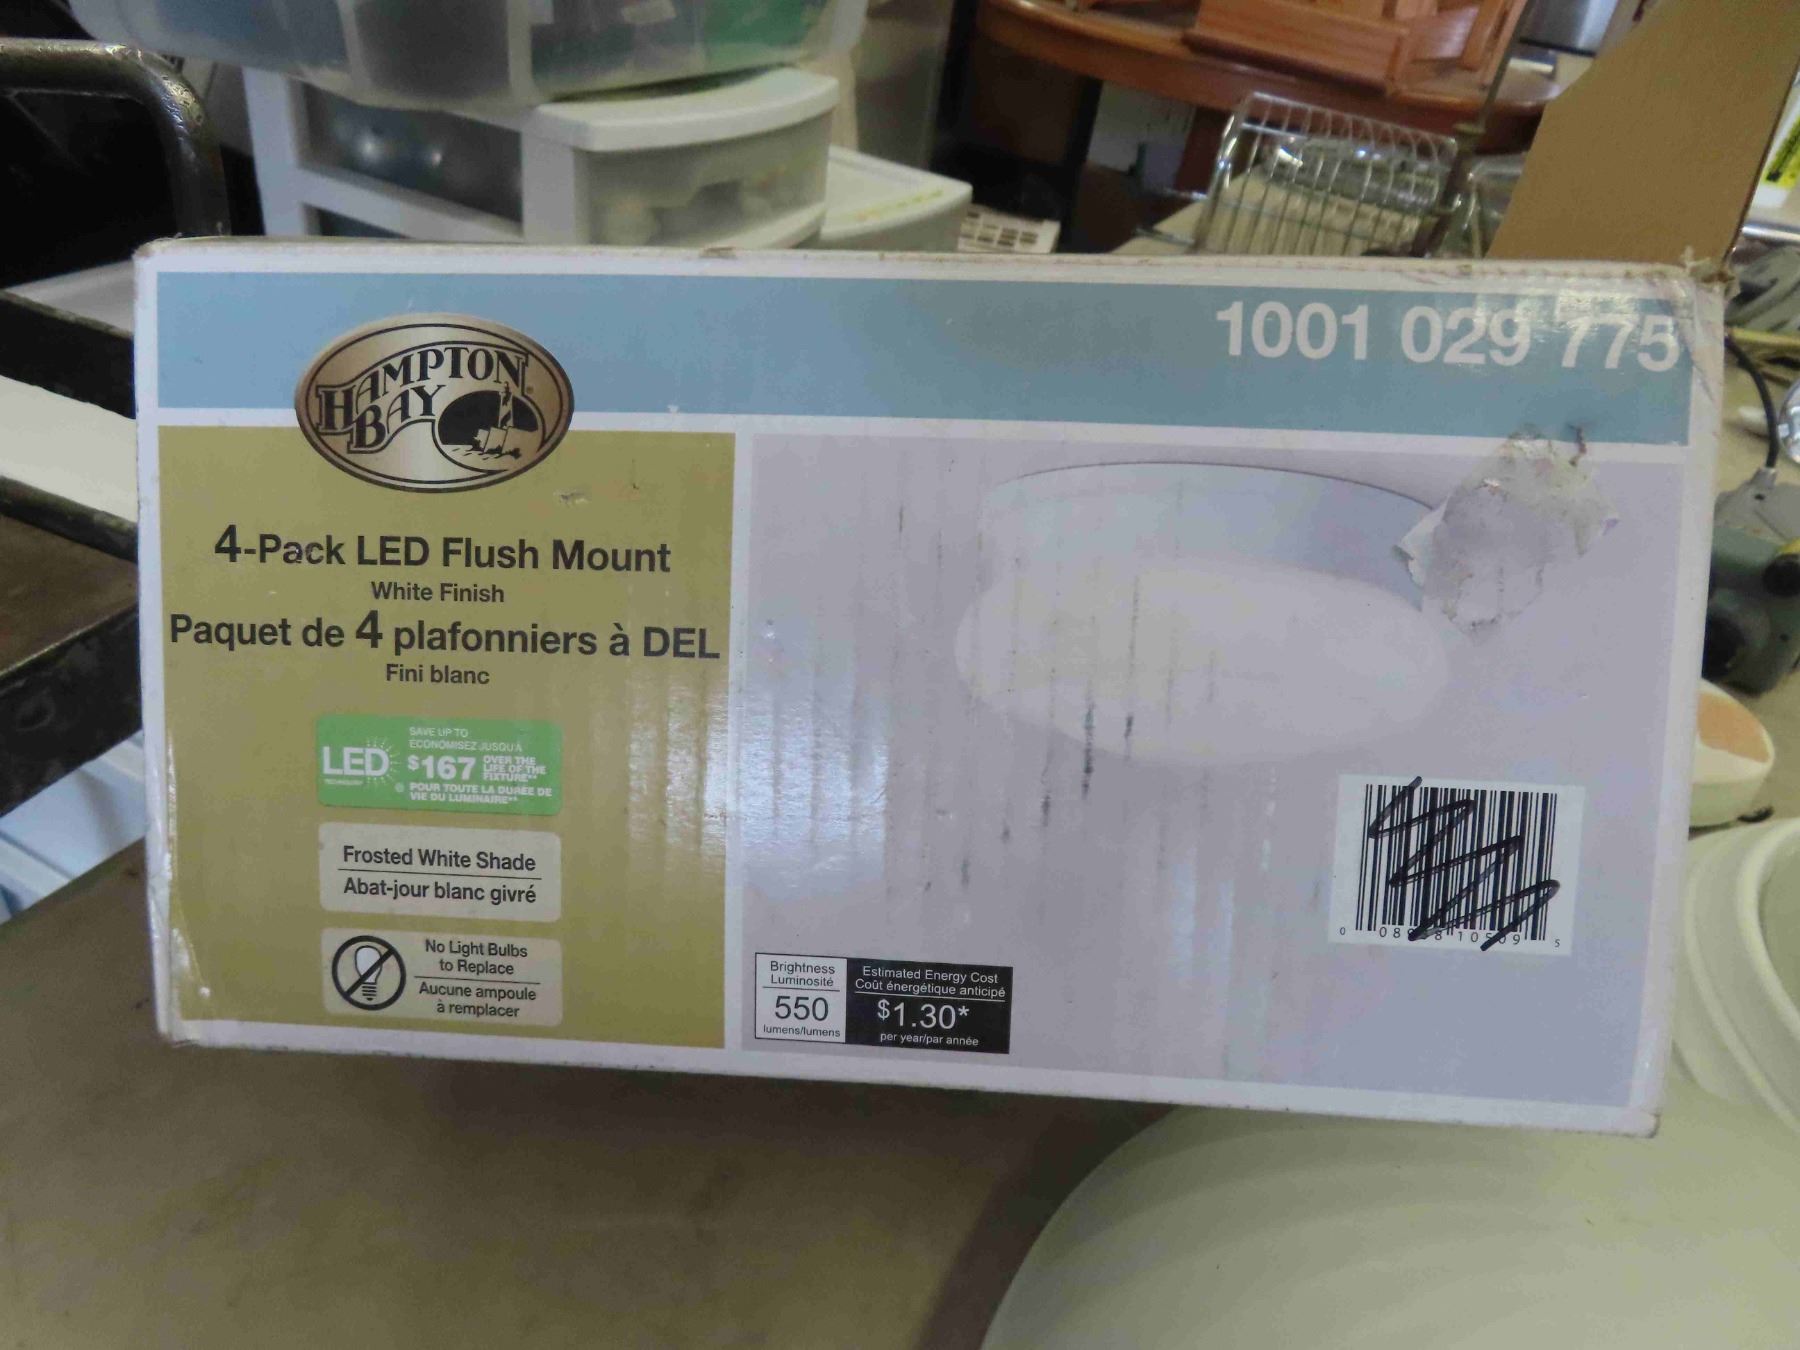 1001 029 775
HAMPTON
BAY
4-Pack LED Flush Mount
White Finish
Paquet de 4 plafonniers à DEL
Fini blanc
LED
SAVE UP TO
ÉCONOMISEZ JUSQU'À
$167 OVER THE
LIFE OF THE
FIXTURE**
POUR TOUTE LA DURÉE DE
VIE DU LUMINAIRE**
Frosted White Shade
Abat-jour blanc givré
No Light Bulbs
to Replace
Aucune ampoule
à remplacer
Brightness
Luminosité
550
lumens/lumens
Estimated Energy Cost
Coût énergétique anticipé
$1.30*
per year/par année